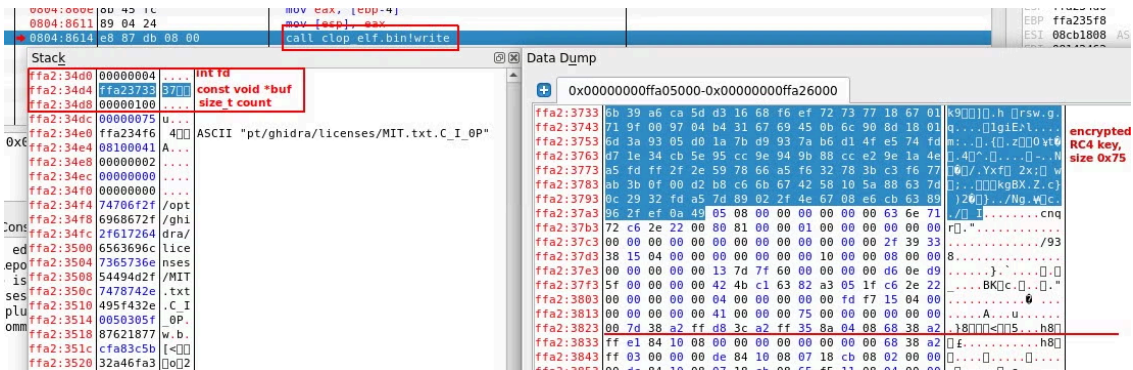 0804:860e 8b 45 fc mov eax, [ebp-4]
0804:8611 89 04 24 mov [esp], eax
0804:8614 e8 87 db 08 00 call clop_elf.bin!write
EBP ffa235f8
ESI 08cb1808
Stack
ffa2:34d0 00000004 .... int fd
ffa2:34d4 ffa23733 37 const void *buf
ffa2:34d8 00000100 .... size_t count
ffa2:34dc 00000075 u...
ffa2:34e0 ffa234f6 4 ASCII "pt/ghidra/licenses/MIT.txt.C_I_0P"
ffa2:34e4 08100041 A...
ffa2:34e8 00000002 ....
ffa2:34ec 00000000 ....
ffa2:34f0 00000000 ....
ffa2:34f4 74706f2f /opt
ffa2:34f8 6968672f /ghi
ffa2:34fc 2f617264 dra/
ffa2:3500 6563696c lice
ffa2:3504 7365736e nses
ffa2:3508 54494d2f /MIT
ffa2:350c 7478742e .txt
ffa2:3510 495f432e .C_I
ffa2:3514 0050305f _0P.
ffa2:3518 87621877 w.b.
ffa2:351c cfa83c5b [<
ffa2:3520 32a46fa3 o2
Data Dump
0x00000000ffa05000-0x00000000ffa26000
ffa2:3733 6b 39 a6 ca 5d d3 16 68 f6 ef 72 73 77 18 67 01
ffa2:3743 71 9f 00 97 04 b4 31 67 69 45 0b 6c 90 8d 18 01
ffa2:3753 6d 3a 93 05 d0 1a 7b d9 93 7a b6 d1 4f e5 74 fd
ffa2:3763 d7 1e 34 cb 5e 95 cc 9e 94 9b 88 cc e2 9e 1a 4e
ffa2:3773 a5 fd ff 2f 2e 59 78 66 a5 f6 32 78 3b c3 f6 77
ffa2:3783 ab 3b 0f 00 d2 b8 c6 6b 67 42 58 10 5a 88 63 7d
ffa2:3793 0c 29 32 fd a5 7d 89 02 2f 4e 67 08 e6 cb 63 89
ffa2:37a3 96 2f ef 0a 49 05 08 00 00 00 00 00 00 63 6e 71
ffa2:37b3 72 c6 2e 22 00 80 81 00 00 01 00 00 00 00 00 00
ffa2:37c3 00 00 00 00 00 00 00 00 00 00 00 00 00 2f 39 33
ffa2:37d3 38 15 04 00 00 00 00 00 00 10 00 00 00 08 00 00
ffa2:37e3 00 00 00 00 13 7d 7f 60 00 00 00 00 d6 0e d9
ffa2:37f3 5f 00 00 00 00 42 4b c1 63 82 a3 05 1f c6 2e 22
ffa2:3803 00 00 00 00 00 04 00 00 00 00 00 fd f7 15 04 00
ffa2:3813 00 00 00 00 00 41 00 00 00 75 00 00 00 00 00 00
ffa2:3823 00 7d 38 a2 ff d8 3c a2 ff 35 8a 04 08 68 38 a2
ffa2:3833 ff e1 84 10 08 00 00 00 00 00 00 00 00 68 38 a2
ffa2:3843 ff 03 00 00 00 de 84 10 08 07 18 cb 08 02 00 00
encrypted
RC4 key,
size 0x75